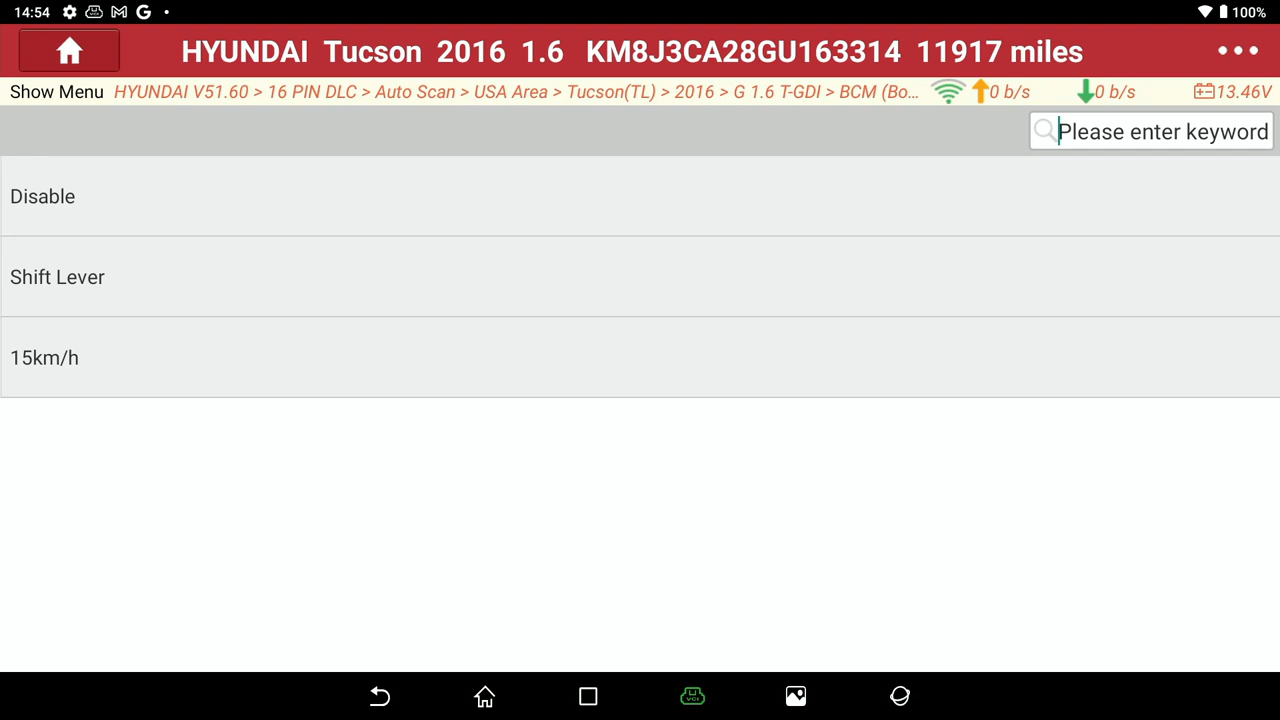 14:54 100%
HYUNDAI Tucson 2016 1.6 KM8J3CA28GU163314 11917 miles
Show Menu HYUNDAI V51.60 > 16 PIN DLC > Auto Scan > USA Area > Tucson(TL) > 2016 > G 1.6 T-GDI > BCM (Bo... 0 b/s 0 b/s 13.46V
Please enter keyword
Disable
Shift Lever
15km/h
VCI